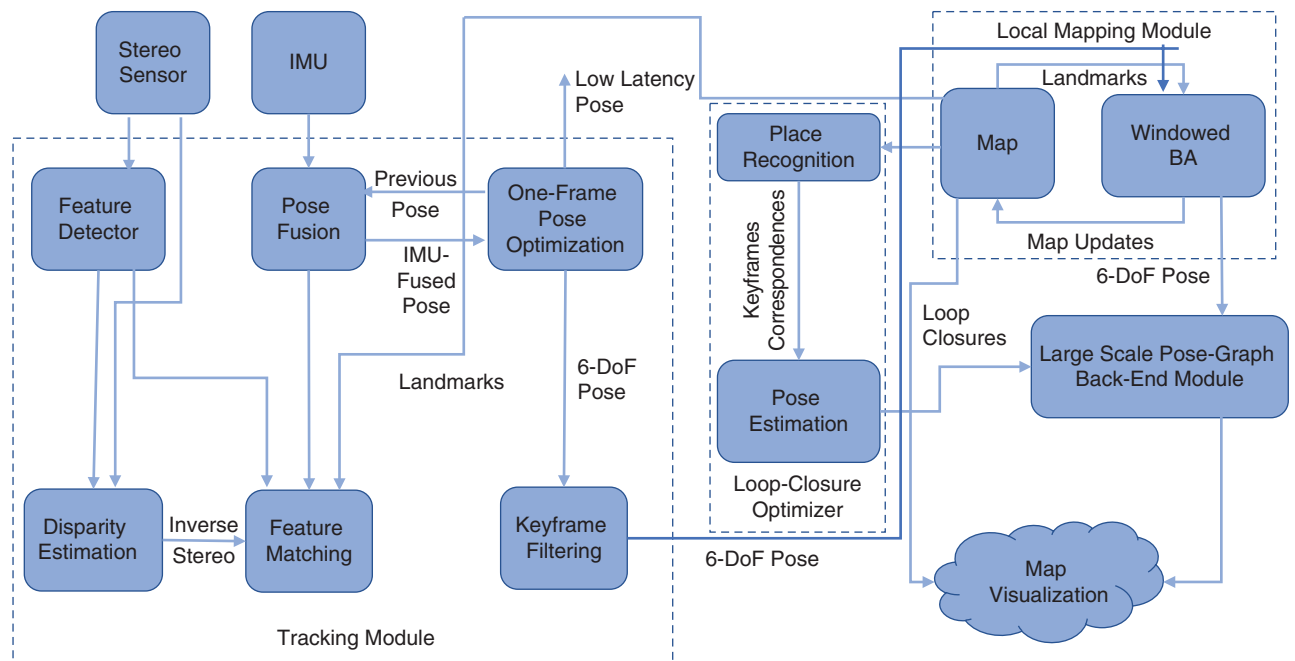 Stereo
Sensor
IMU
Low Latency
Pose
Local Mapping Module
Landmarks
Map
Windowed
BA
Map Updates
Place
Recognition
Keyframes
Correspondences
Pose
Estimation
Loop-Closure
Optimizer
Feature
Detector
Pose
Fusion
Previous
Pose
IMU-
Fused
Pose
One-Frame
Pose
Optimization
6-DoF
Pose
Landmarks
Disparity
Estimation
Inverse
Stereo
Feature
Matching
Keyframe
Filtering
6-DoF Pose
Tracking Module
6-DoF Pose
Loop
Closures
Large Scale Pose-Graph
Back-End Module
Map
Visualization